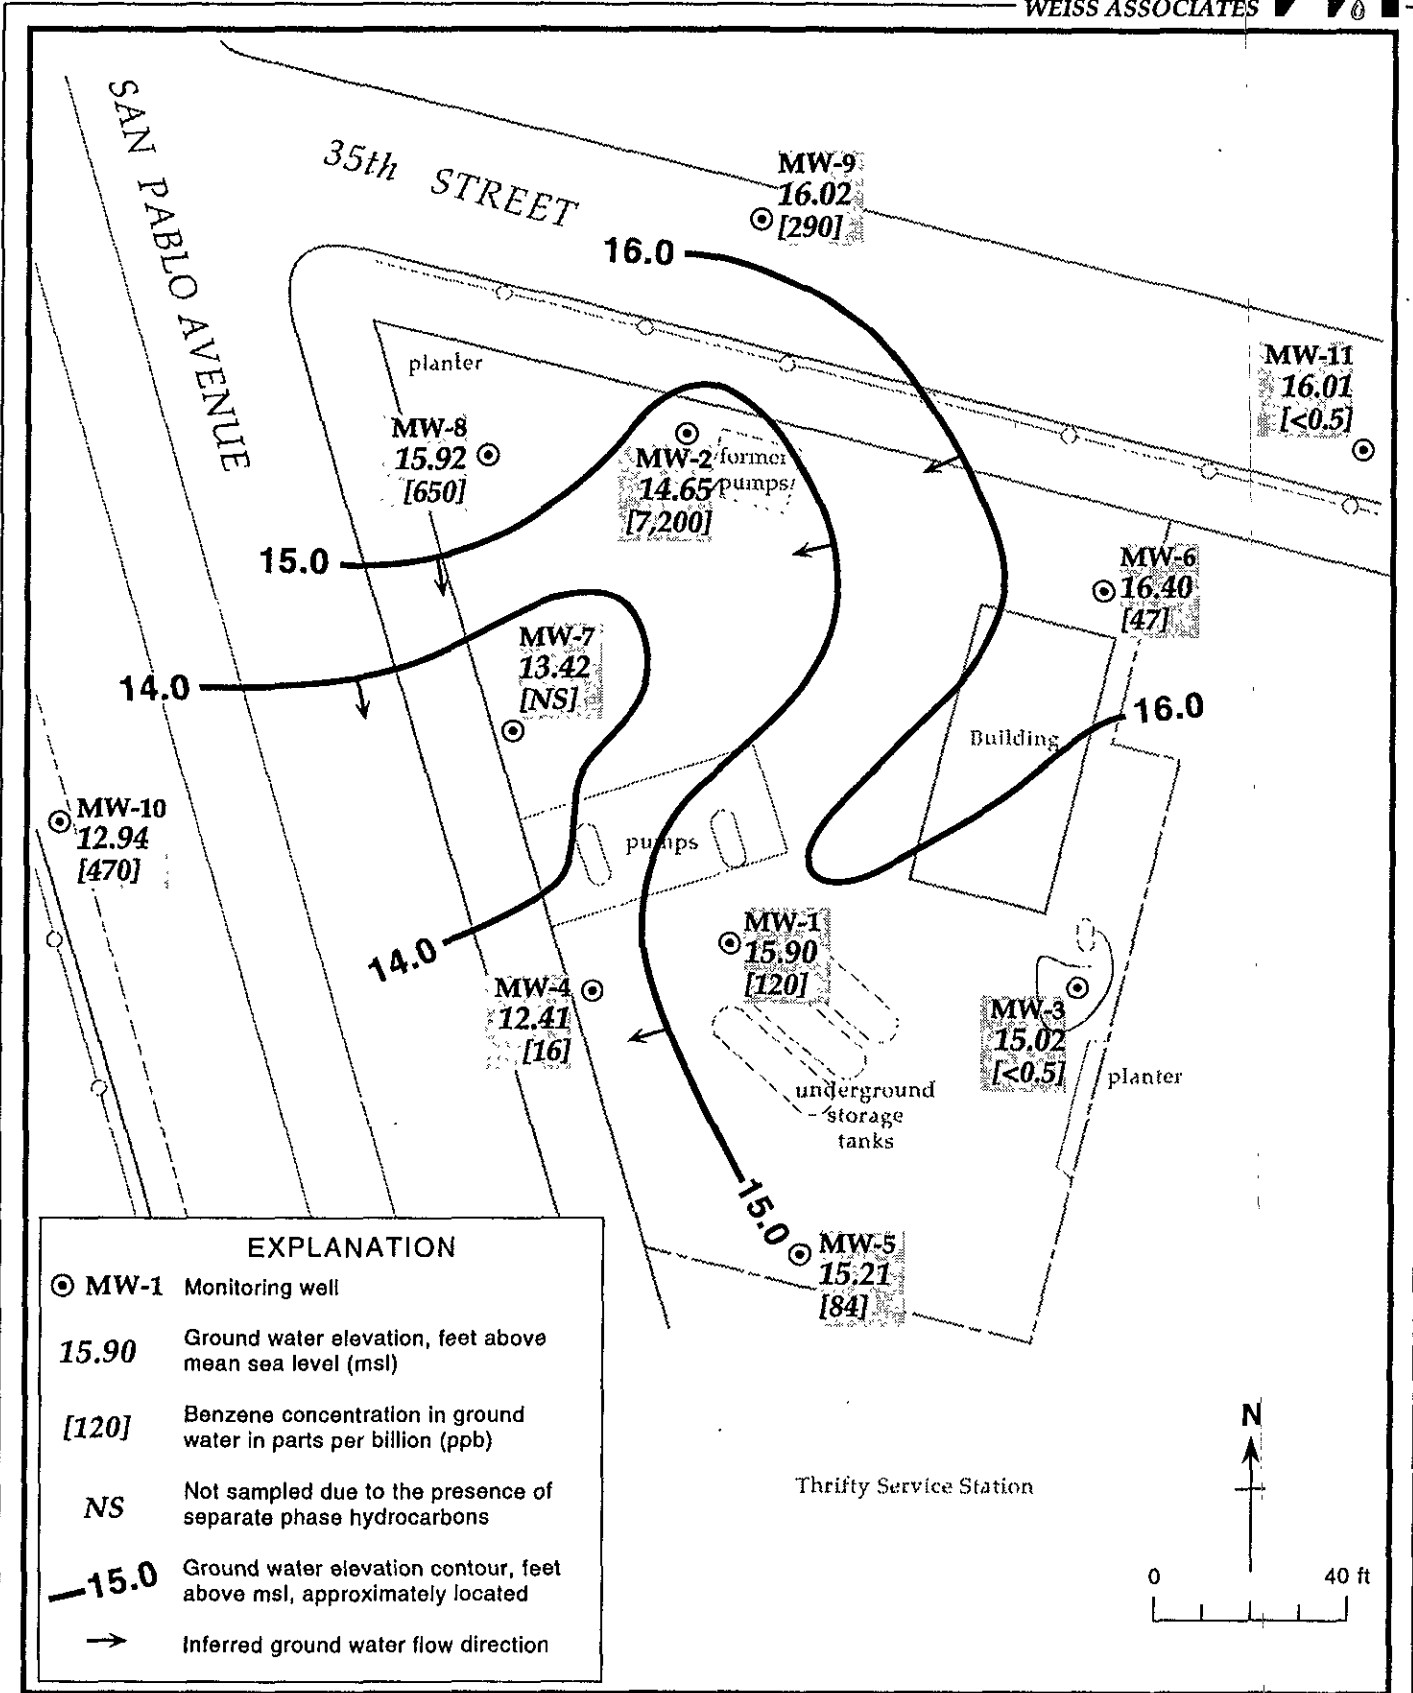 WEISS ASSOCIATES
SAN PABLO AVENUE
35th STREET
MW-9
16.02
[290]
16.0
MW-11
16.01
[<0.5]
planter
MW-8
15.92
[650]
MW-2
14.65
[7,200]
former
pumps
15.0
MW-6
16.40
[47]
MW-7
13.42
[NS]
14.0
16.0
Building
MW-10
12.94
[470]
pumps
14.0
MW-1
15.90
[120]
MW-4
12.41
[16]
MW-3
15.02
[<0.5]
planter
underground
storage
tanks
15.0
MW-5
15.21
[84]
EXPLANATION
MW-1 Monitoring well
15.90 Ground water elevation, feet above
mean sea level (msl)
[120] Benzene concentration in ground
water in parts per billion (ppb)
NS Not sampled due to the presence of
separate phase hydrocarbons
15.0 Ground water elevation contour, feet
above msl, approximately located
Inferred ground water flow direction
Thrifty Service Station
N
0 40 ft